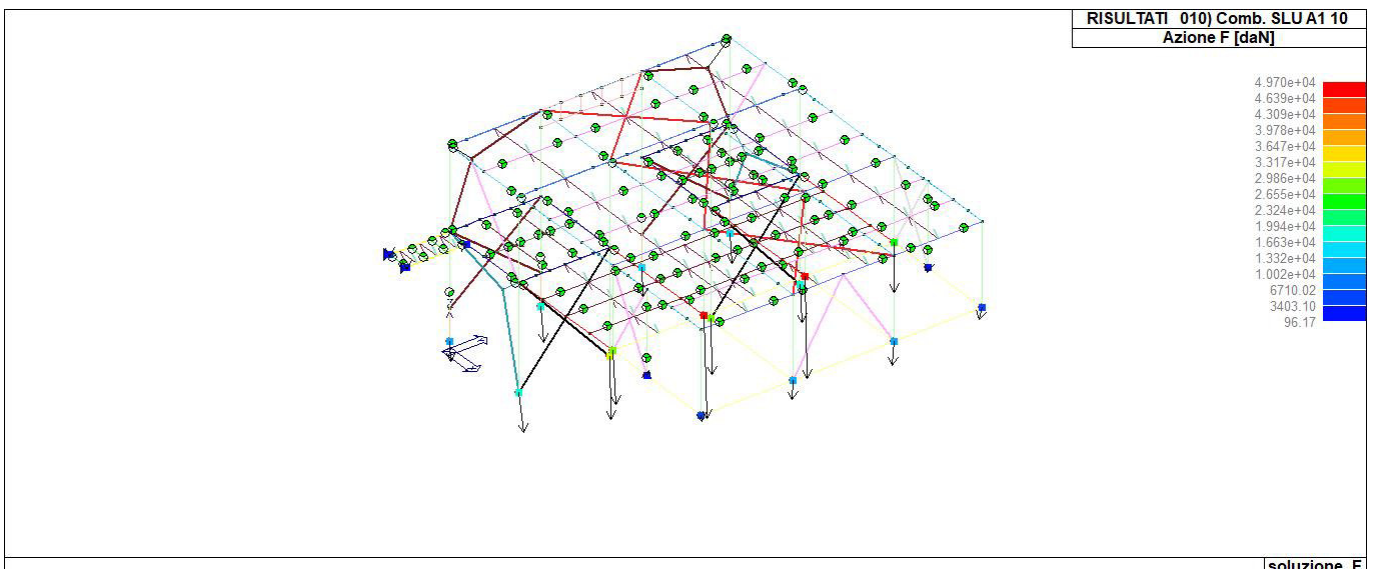 RISULTATI 010) Comb. SLU A1 10
Azione F [daN]
4.970e+04
4.639e+04
4.309e+04
3.978e+04
3.647e+04
3.317e+04
2.986e+04
2.655e+04
2.324e+04
1.994e+04
1.663e+04
1.332e+04
1.002e+04
6710.02
3403.10
96.17
soluzione F